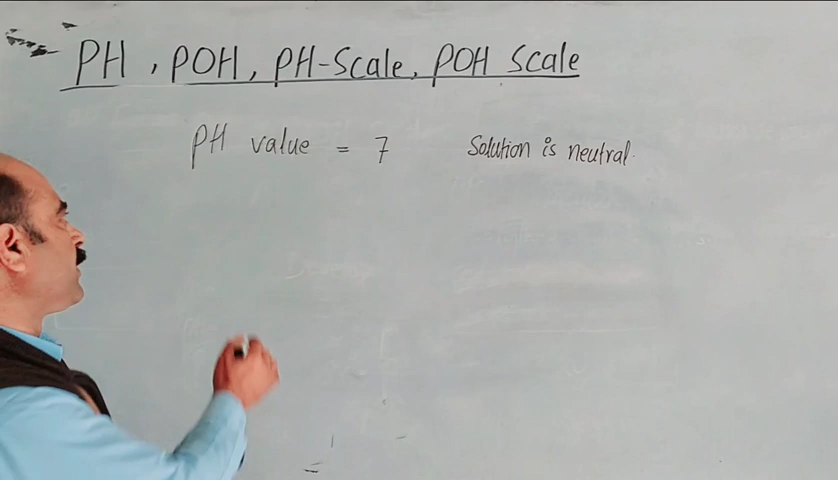 PH, POH, PH-Scale, POH Scale
PH value = 7 Solution is neutral.